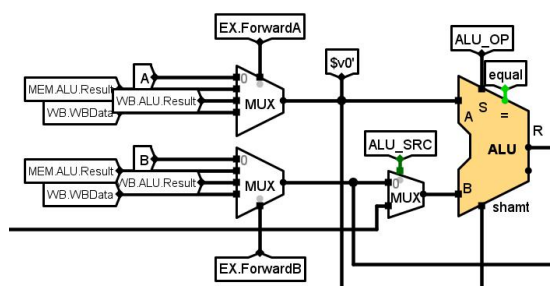 EX.ForwardA
ALU_OP
$v0'
equal
A
0
MEM.ALU.Result
WB.ALU.Result
WB.WBData
MUX
S
=
A
R
ALU
B
shamt
ALU_SRC
0
MUX
B
0
MEM.ALU.Result
WB.ALU.Result
WB.WBData
MUX
EX.ForwardB